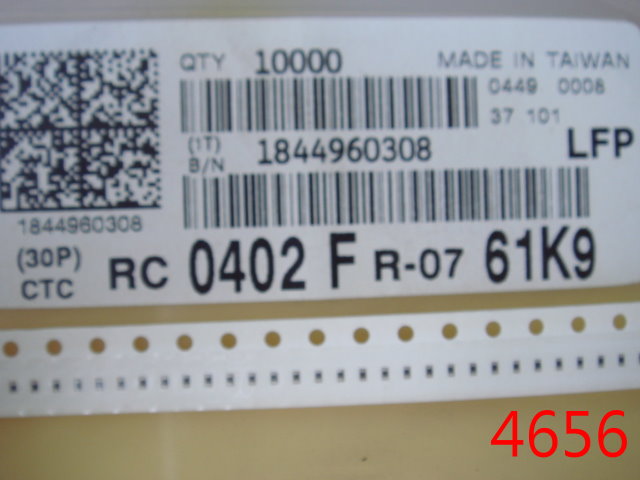 QTY 10000 MADE IN TAIWAN
0449 0008
37 101
(1T)
B/N 1844960308 LFP
1844960308
(30P)
CTC RC 0402 F R-07 61K9
4656